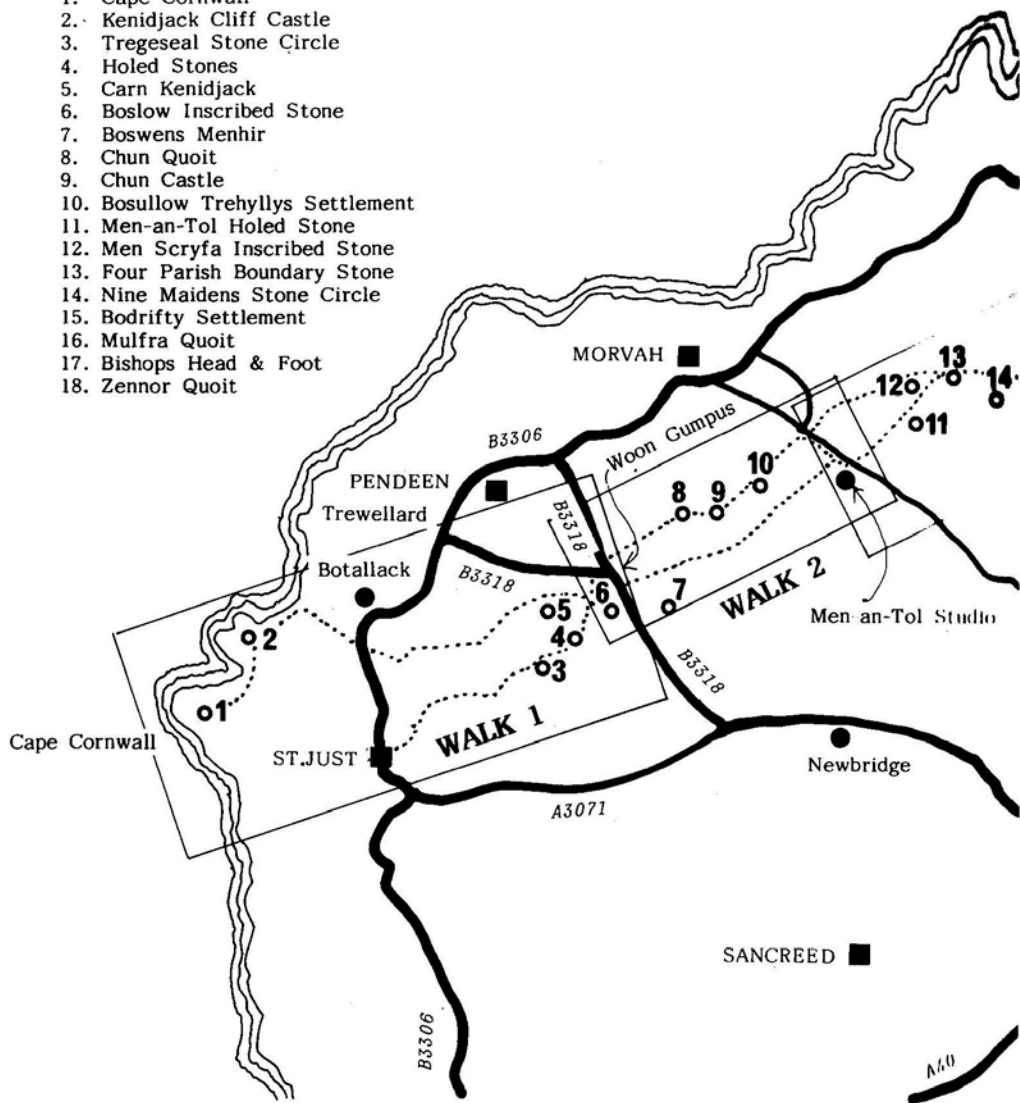 1. Cape Cornwall
2. Kenidjack Cliff Castle
3. Tregeseal Stone Circle
4. Holed Stones
5. Carn Kenidjack
6. Boslow Inscribed Stone
7. Boswens Menhir
8. Chun Quoit
9. Chun Castle
10. Bosullow Trehyllys Settlement
11. Men-an-Tol Holed Stone
12. Men Scryfa Inscribed Stone
13. Four Parish Boundary Stone
14. Nine Maidens Stone Circle
15. Bodrifty Settlement
16. Mulfra Quoit
17. Bishops Head & Foot
18. Zennor Quoit
MORVAH
13
12
14
11
B3306
Woon Gumpus
10
PENDEEN
8
9
Trewellard
B3318
B3318
Botallack
WALK 2
5
6
7
Men-an-Tol Studio
2
4
3
B3318
1
WALK 1
Cape Cornwall
ST.JUST
Newbridge
A3071
SANCREED
B3306